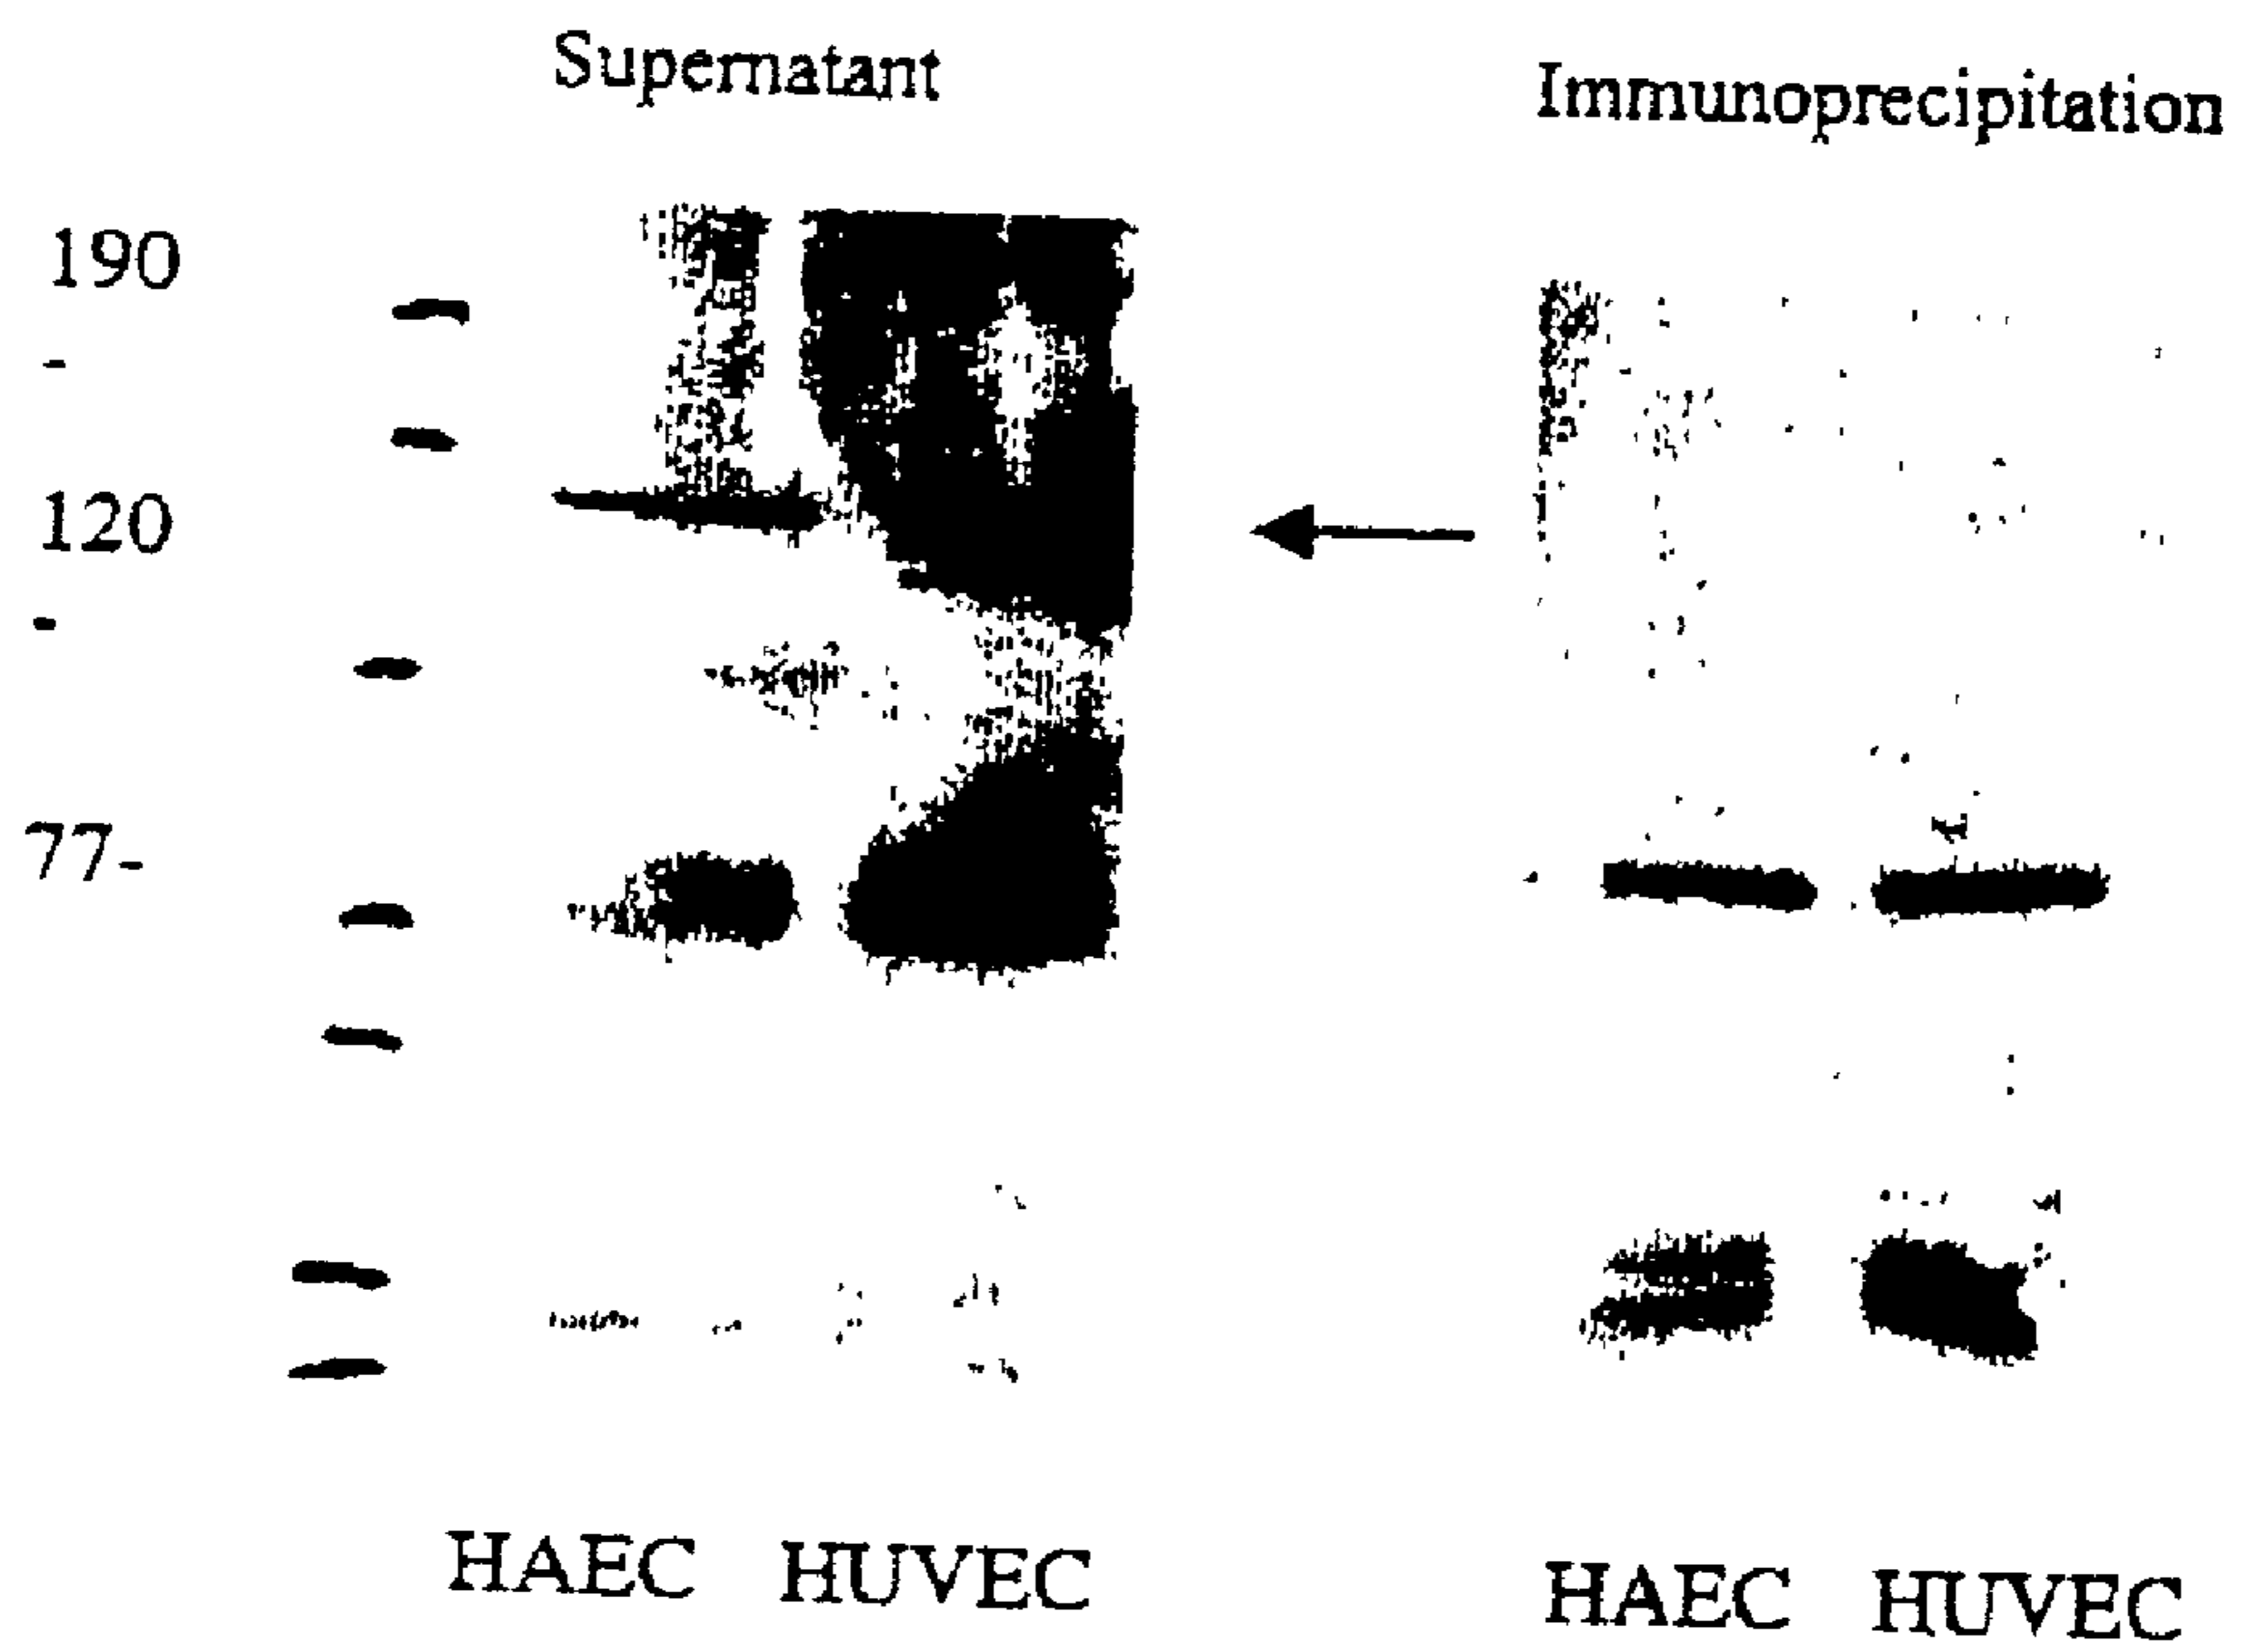 Supernatant
Immunoprecipitation
190
-
120
-
77-
HAEC HUVEC
HAEC HUVEC